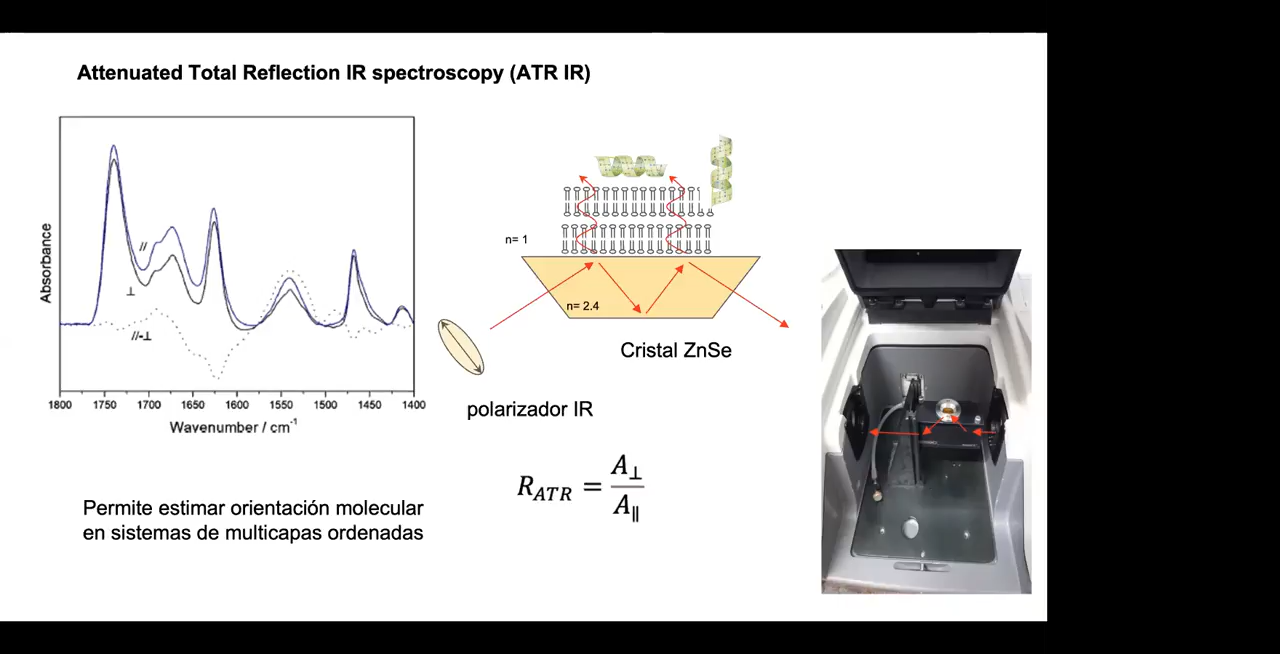 Attenuated Total Reflection IR spectroscopy (ATR IR)
Absorbance
//
⊥
//-⊥
1800 1750 1700 1650 1600 1550 1500 1450 1400
Wavenumber / cm⁻¹
n= 1
n= 2.4
Cristal ZnSe
polarizador IR
R_ATR = A_⊥ / A_∥
Permite estimar orientación molecular
en sistemas de multicapas ordenadas